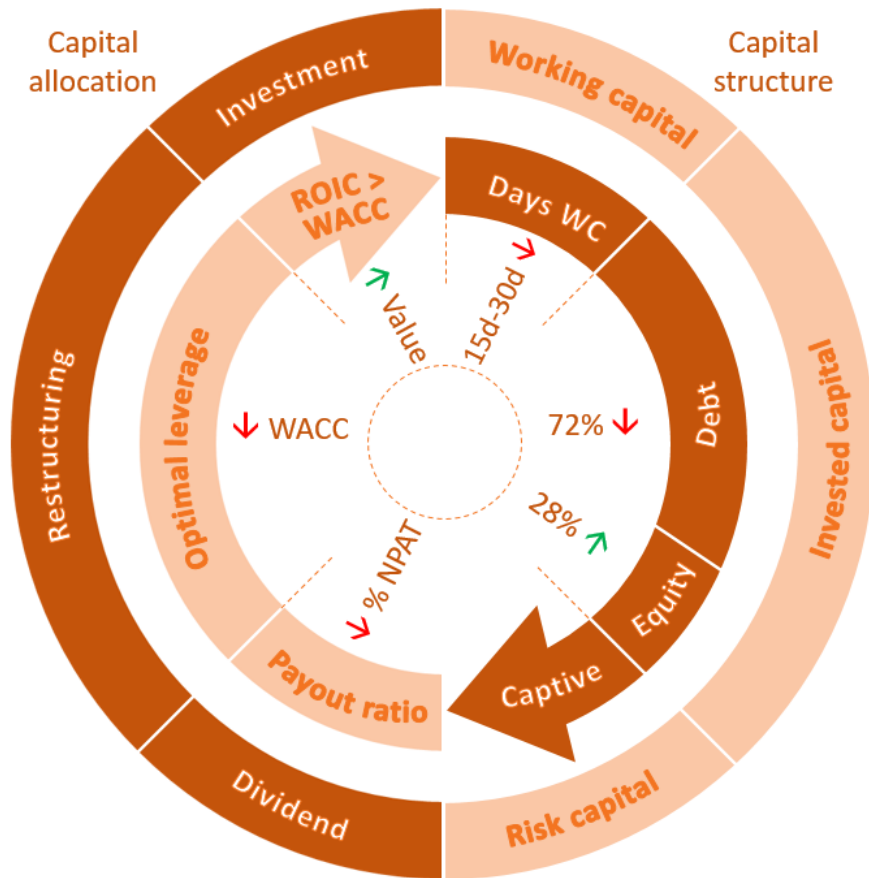 Capital
allocation
Capital
structure
Investment
Working capital
ROIC >
WACC
Days WC
Value
15d-30d
Restructuring
Optimal leverage
WACC
72%
Debt
Invested capital
28%
% NPAT
Equity
Captive
Payout ratio
Dividend
Risk capital